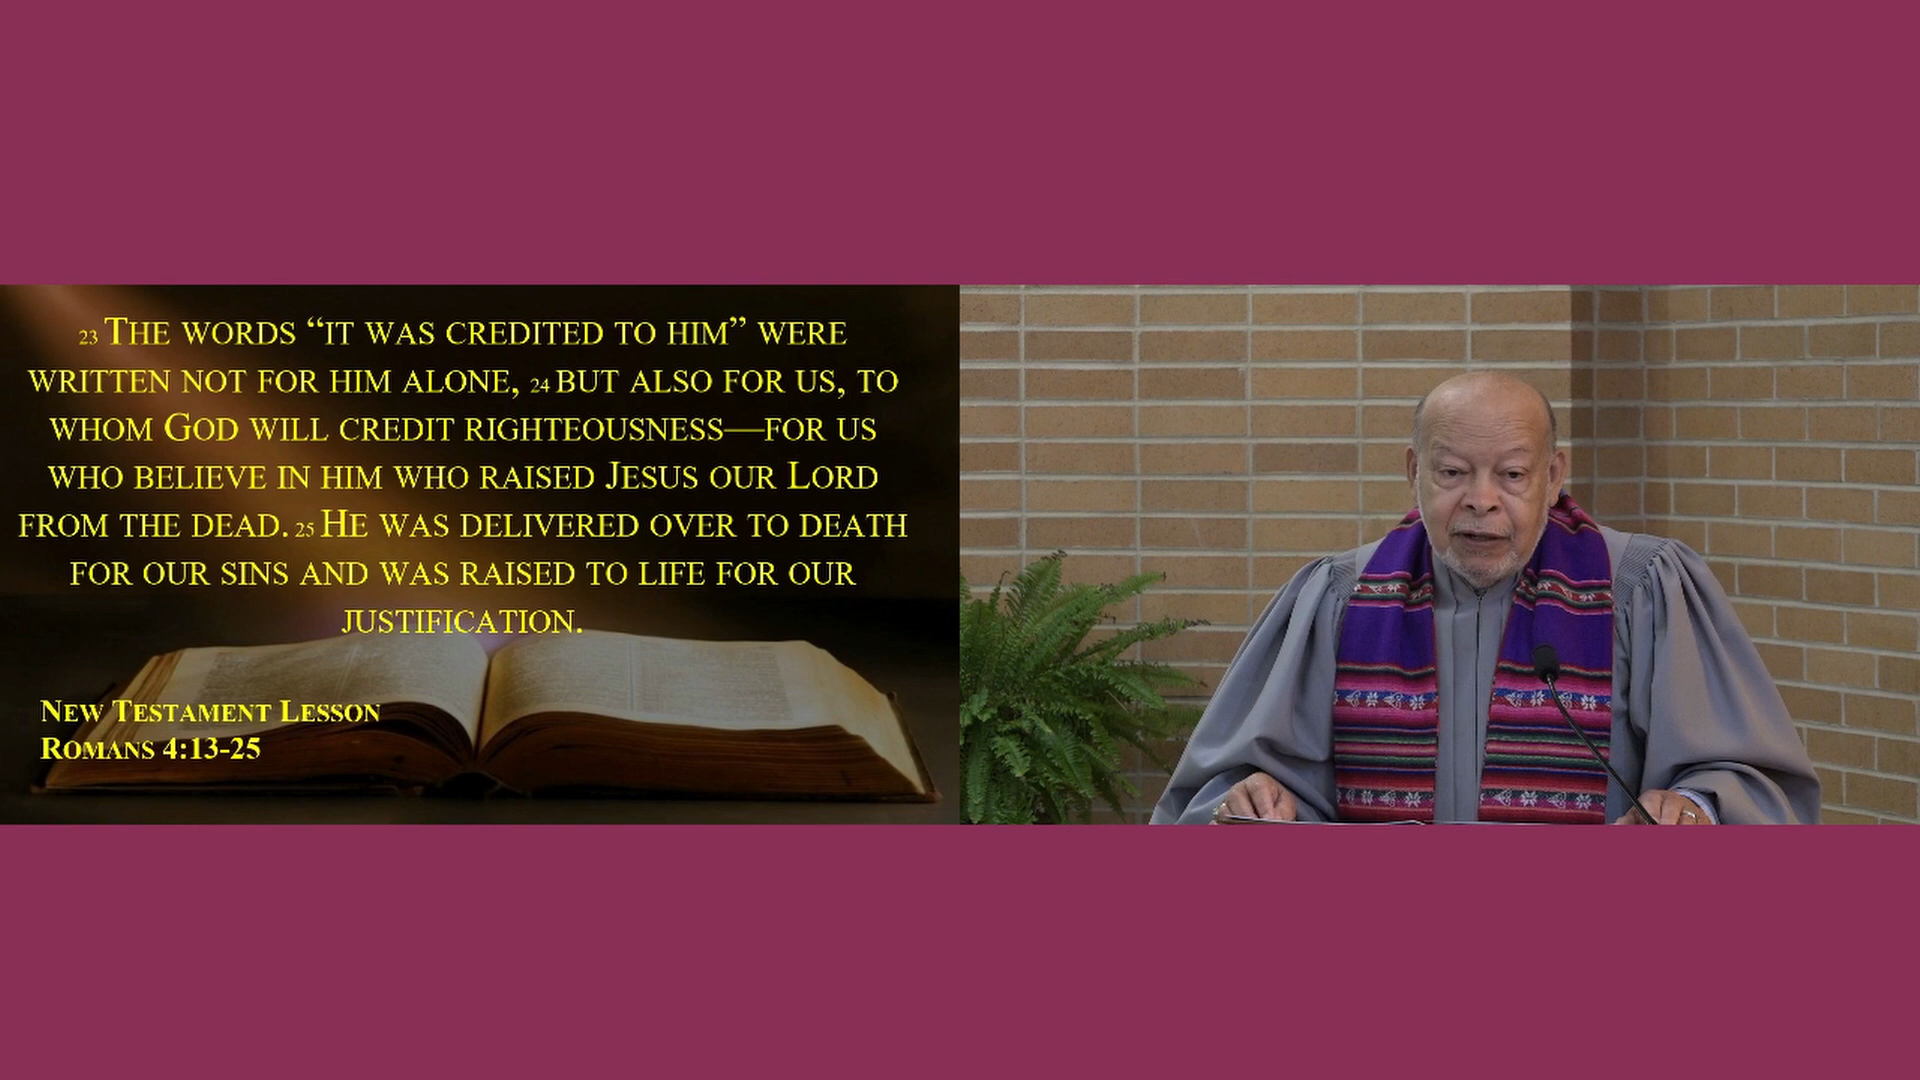 23 The words “it was credited to him” were
written not for him alone, 24 but also for us, to
whom God will credit righteousness—for us
who believe in him who raised Jesus our Lord
from the dead. 25 He was delivered over to death
for our sins and was raised to life for our
justification.
New Testament Lesson
Romans 4:13-25